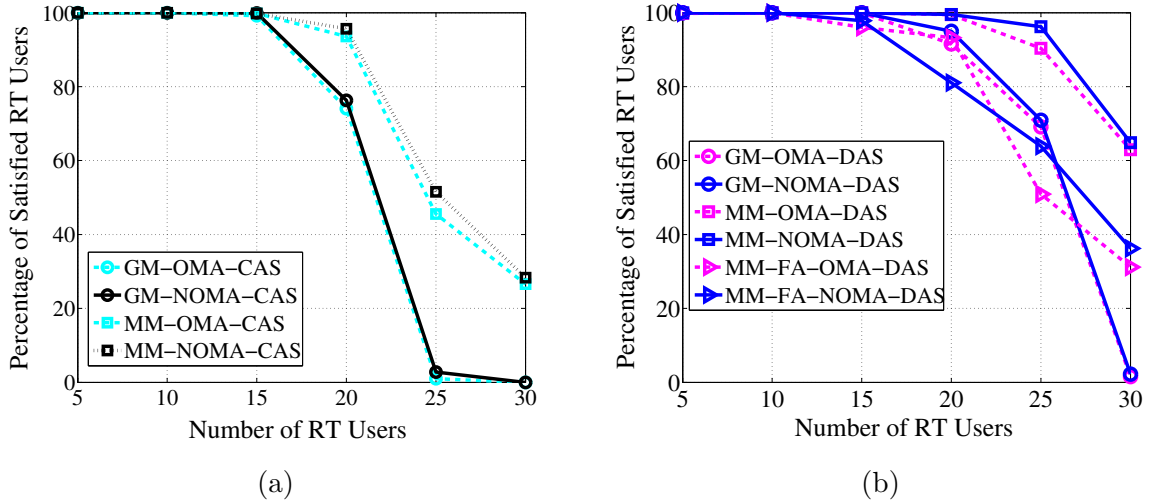 100
80
60
40
20
0
5
10
15
20
25
30
Percentage of Satisfied RT Users
Number of RT Users
GM−OMA−CAS
GM−NOMA−CAS
MM−OMA−CAS
MM−NOMA−CAS
(a)
100
80
60
40
20
0
5
10
15
20
25
30
Percentage of Satisfied RT Users
Number of RT Users
GM−OMA−DAS
GM−NOMA−DAS
MM−OMA−DAS
MM−NOMA−DAS
MM−FA−OMA−DAS
MM−FA−NOMA−DAS
(b)